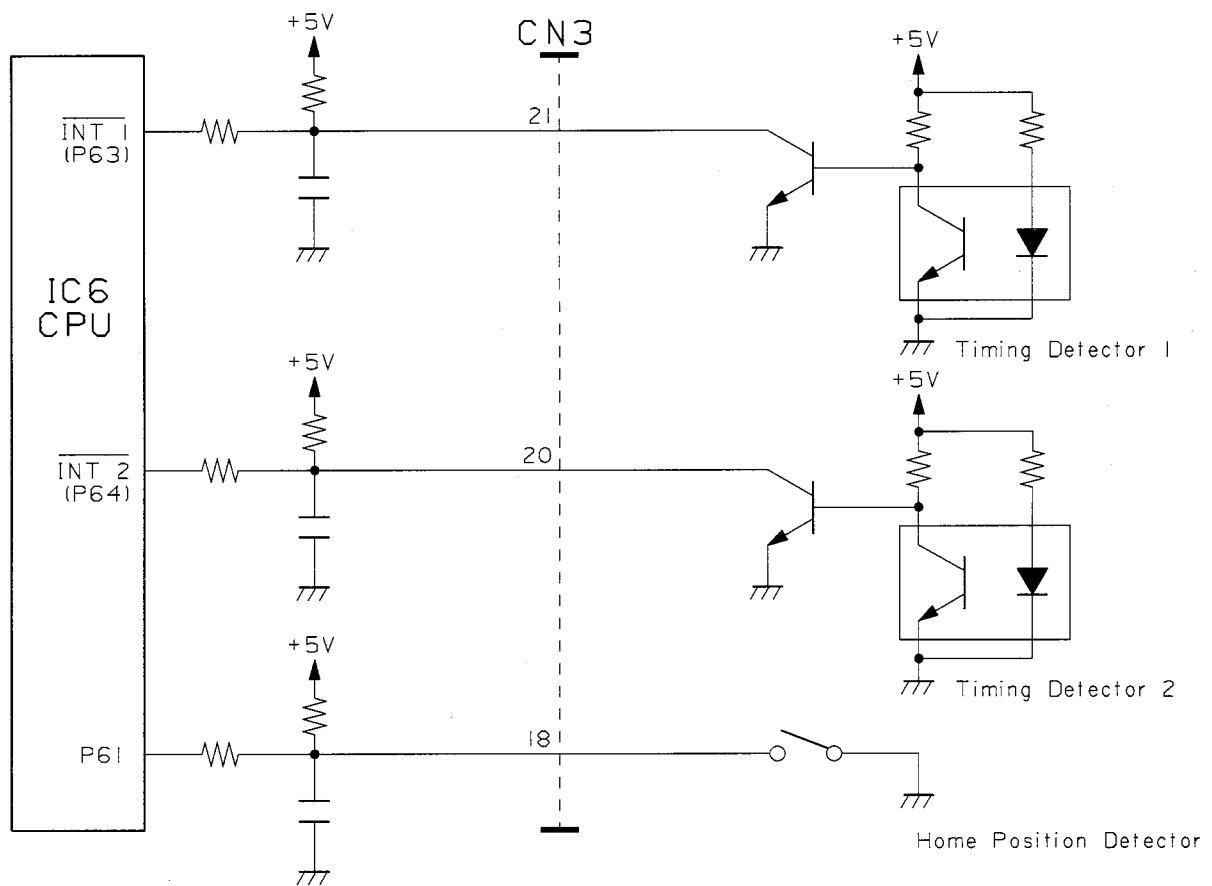 +5V
CN3
+5V
INT 1
(P63)
21
IC6
CPU
Timing Detector 1
+5V
+5V
INT 2
(P64)
20
Timing Detector 2
+5V
P61
18
Home Position Detector